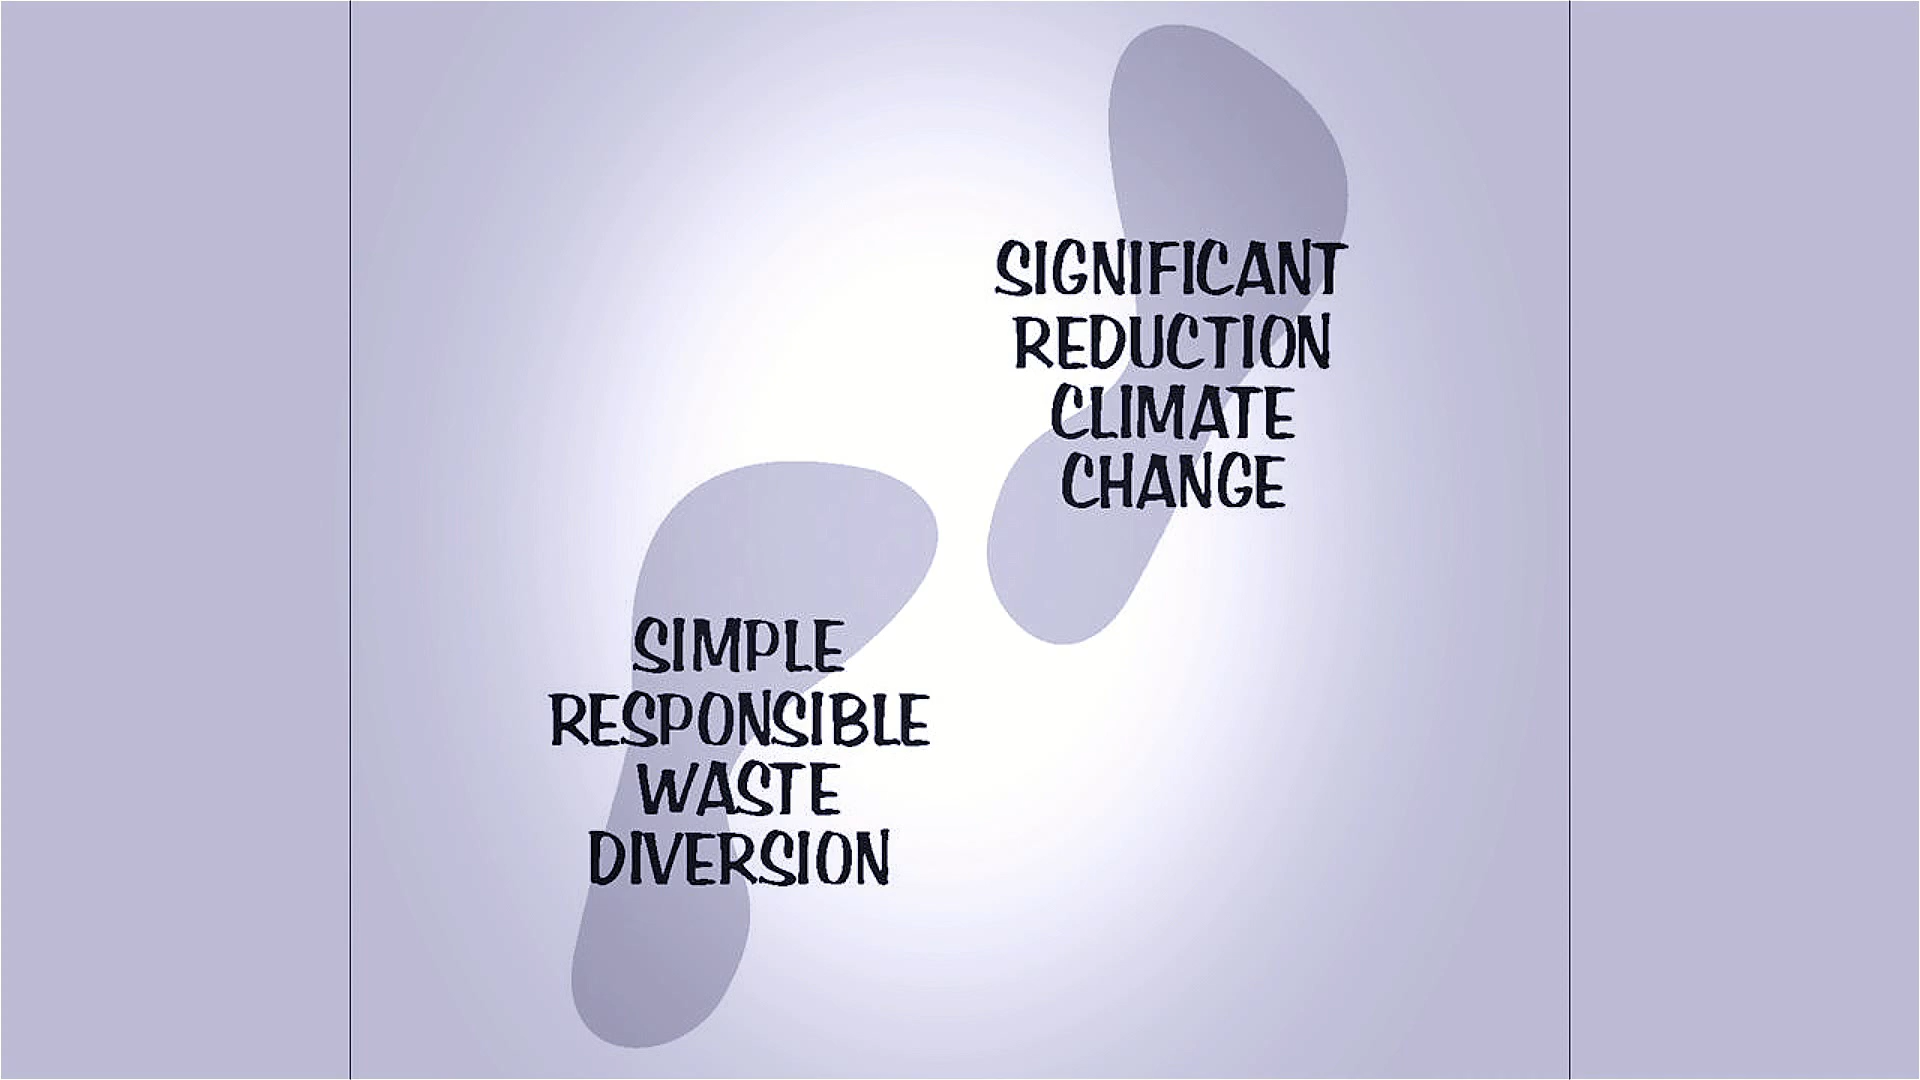 SIGNIFICANT
REDUCTION
CLIMATE
CHANGE
SIMPLE
RESPONSIBLE
WASTE
DIVERSION